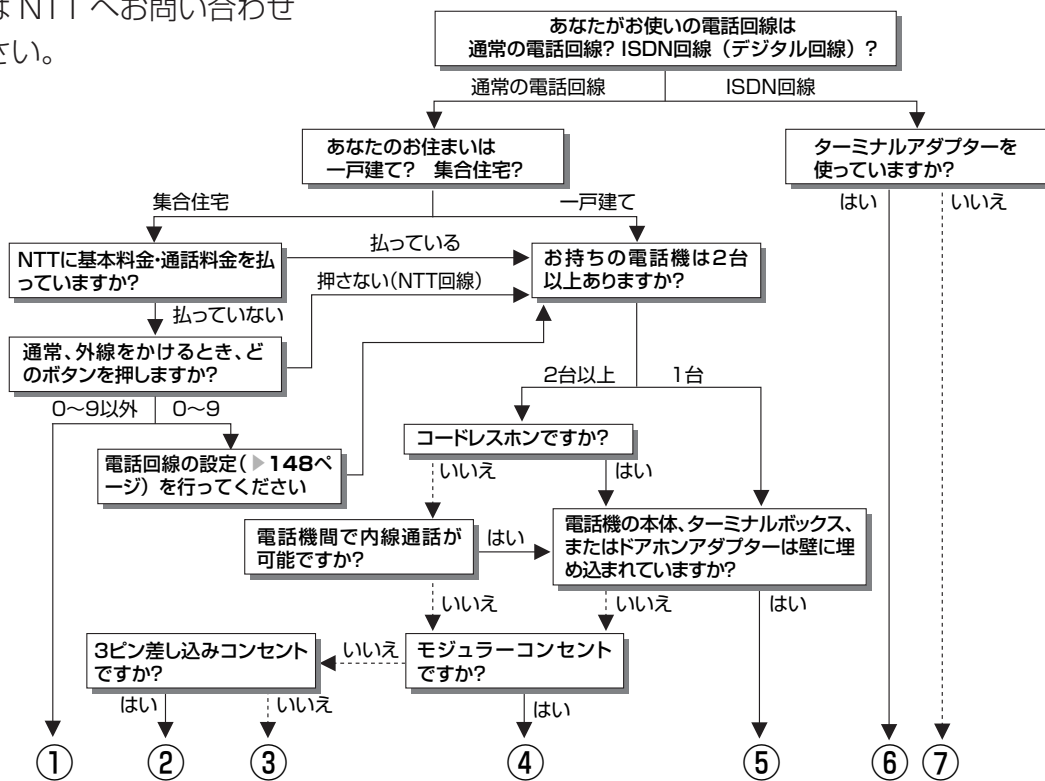 は NTT へお問い合わせ
さい。
あなたがお使いの電話回線は
通常の電話回線? ISDN回線（デジタル回線）?
通常の電話回線
ISDN回線
あなたのお住まいは
一戸建て? 集合住宅?
ターミナルアダプターを
使っていますか?
はい
いいえ
集合住宅
一戸建て
NTTに基本料金・通話料金を払
っていますか?
払っている
お持ちの電話機は2台
以上ありますか?
押さない(NTT回線)
払っていない
通常、外線をかけるとき、ど
のボタンを押しますか?
2台以上
1台
0〜9以外
0〜9
コードレスホンですか?
電話回線の設定(▶148ペ
ージ）を行ってください
いいえ
はい
電話機間で内線通話が
可能ですか?
はい
電話機の本体、ターミナルボックス、
またはドアホンアダプターは壁に埋
め込まれていますか?
いいえ
いいえ
はい
3ピン差し込みコンセント
ですか?
いいえ
モジュラーコンセント
ですか?
はい
いいえ
はい
① ② ③ ④ ⑤ ⑥ ⑦